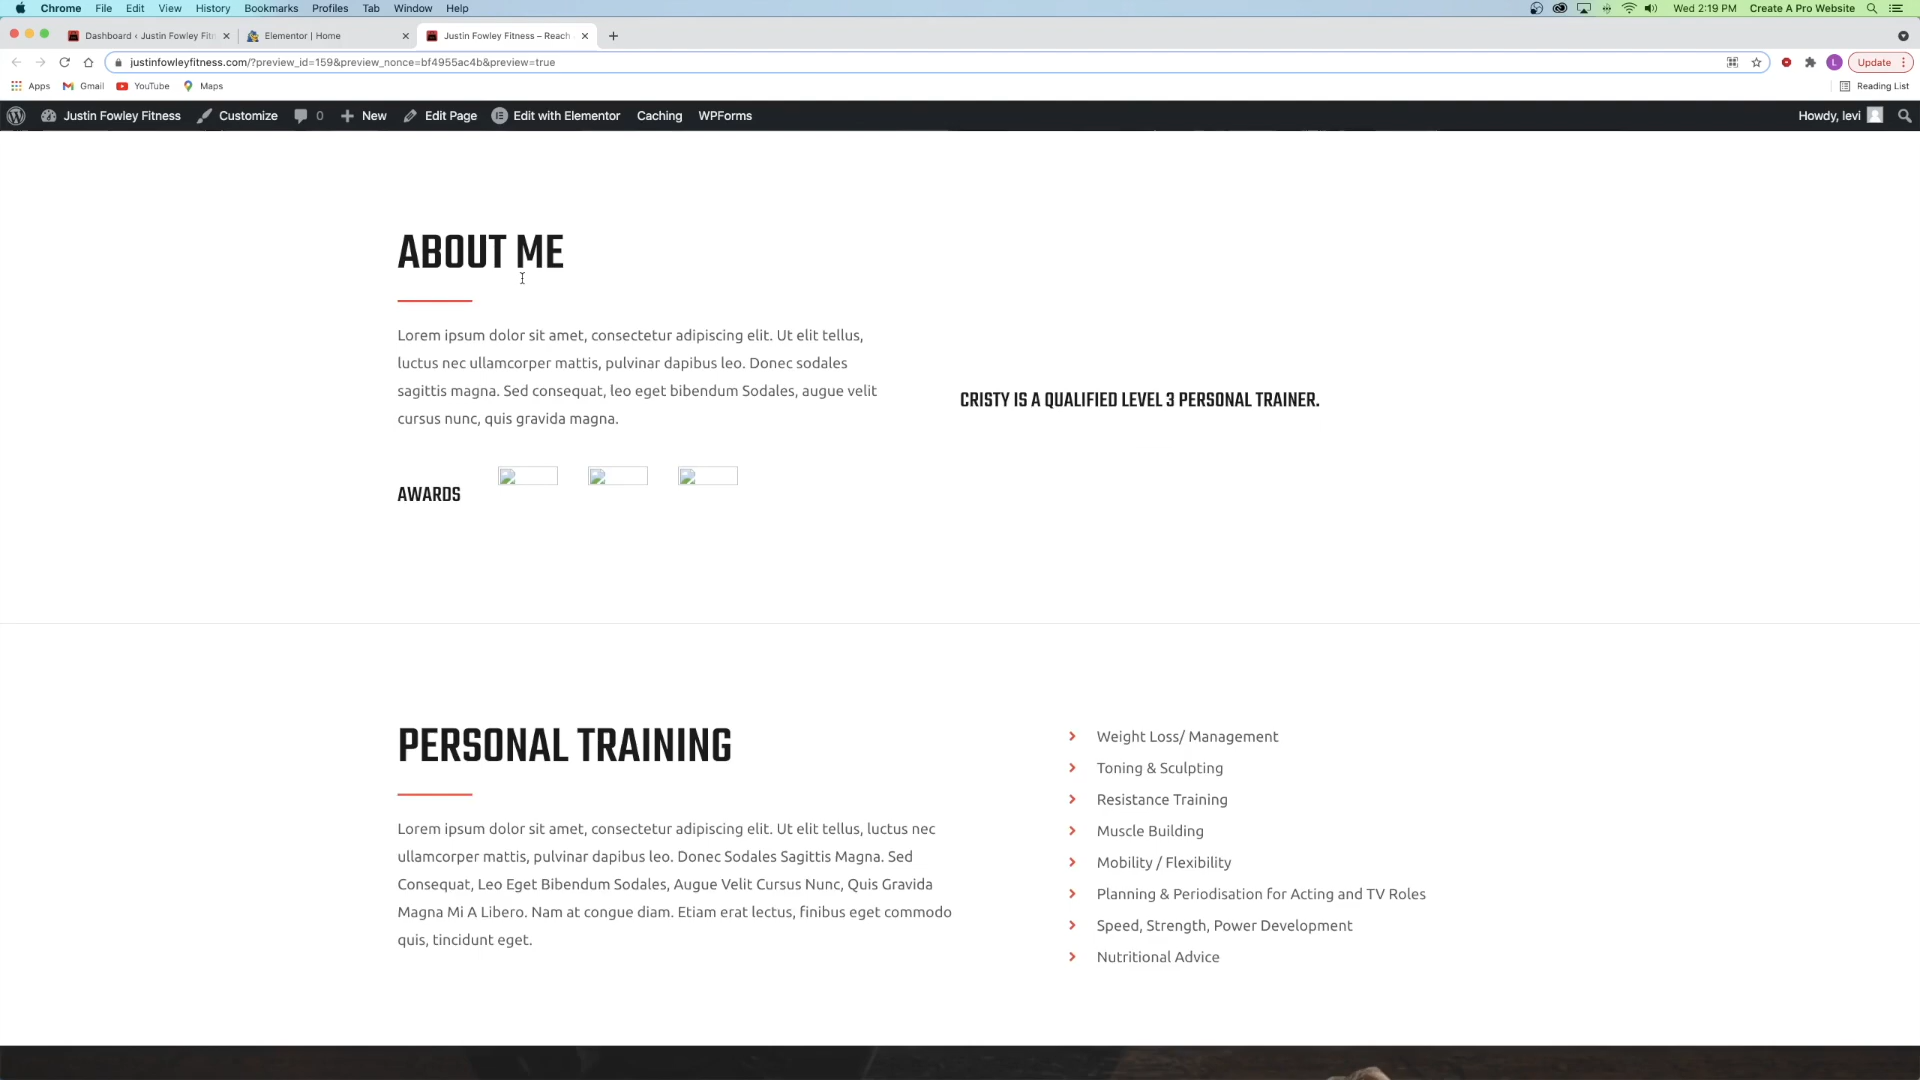 Chrome File Edit View History Bookmarks Profiles Tab Window Help
Wed 2:19 PM Create A Pro Website
Dashboard ‹ Justin Fowley Fitn
Elementor | Home
Justin Fowley Fitness – Reach
justinfowleyfitness.com/?preview_id=159&preview_nonce=bf4955ac4b&preview=true
L
Update
Apps Gmail YouTube Maps
Reading List
Justin Fowley Fitness Customize 0 New Edit Page Edit with Elementor Caching WPForms
Howdy, levi
ABOUT ME
Lorem ipsum dolor sit amet, consectetur adipiscing elit. Ut elit tellus,
luctus nec ullamcorper mattis, pulvinar dapibus leo. Donec sodales
sagittis magna. Sed consequat, leo eget bibendum Sodales, augue velit
cursus nunc, quis gravida magna.
AWARDS
CRISTY IS A QUALIFIED LEVEL 3 PERSONAL TRAINER.
PERSONAL TRAINING
Lorem ipsum dolor sit amet, consectetur adipiscing elit. Ut elit tellus, luctus nec
ullamcorper mattis, pulvinar dapibus leo. Donec Sodales Sagittis Magna. Sed
Consequat, Leo Eget Bibendum Sodales, Augue Velit Cursus Nunc, Quis Gravida
Magna Mi A Libero. Nam at congue diam. Etiam erat lectus, finibus eget commodo
quis, tincidunt eget.
Weight Loss/ Management
Toning & Sculpting
Resistance Training
Muscle Building
Mobility / Flexibility
Planning & Periodisation for Acting and TV Roles
Speed, Strength, Power Development
Nutritional Advice